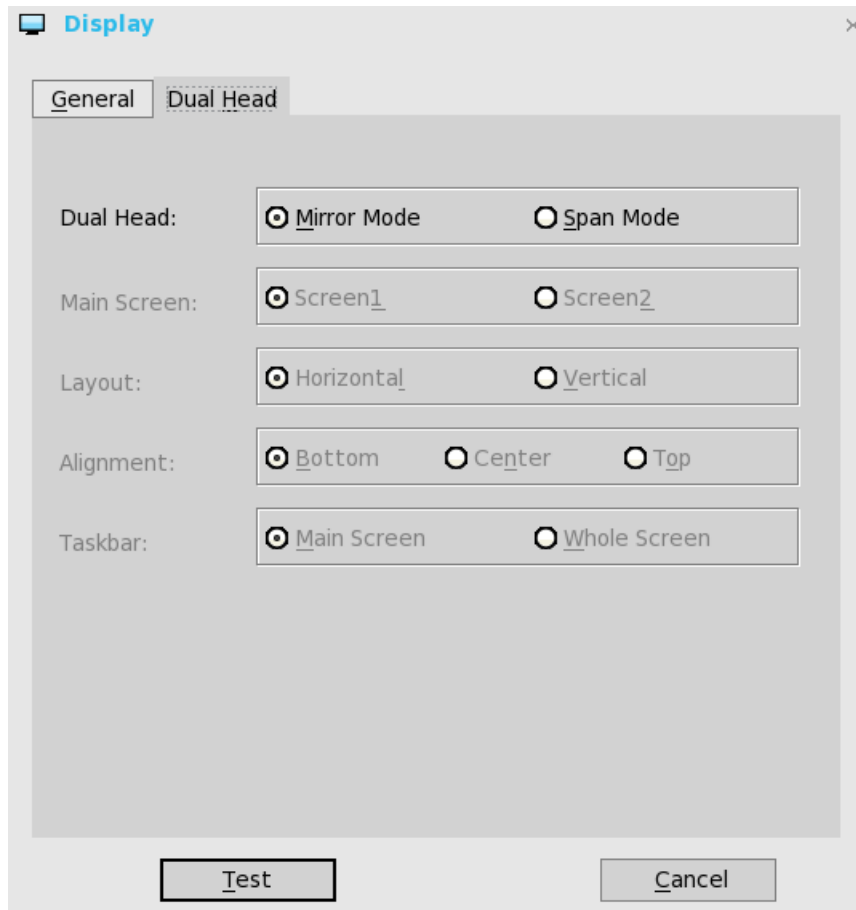 Display
General Dual Head
Dual Head: Mirror Mode Span Mode
Main Screen: Screen1 Screen2
Layout: Horizontal Vertical
Alignment: Bottom Center Top
Taskbar: Main Screen Whole Screen
Test Cancel